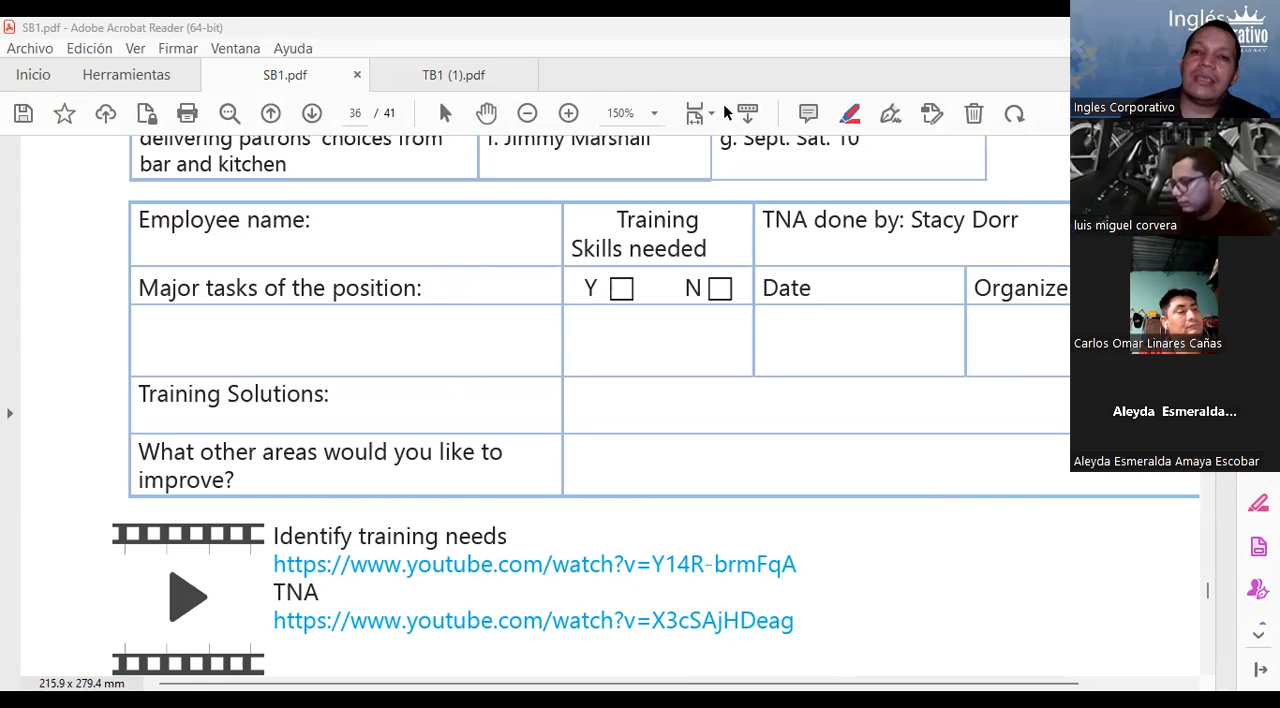 SB1.pdf - Adobe Acrobat Reader (64-bit)
Archivo Edición Ver Firmar Ventana Ayuda
Inicio Herramientas SB1.pdf × TB1 (1).pdf
36 / 41 150%
delivering patrons' choices from
bar and kitchen
f. Jimmy Marshall
g. Sept. Sat. 10
Employee name:
Training
Skills needed
TNA done by: Stacy Dorr
Major tasks of the position:
Y N
Date
Organize
Training Solutions:
What other areas would you like to
improve?
Identify training needs
https://www.youtube.com/watch?v=Y14R-brmFqA
TNA
https://www.youtube.com/watch?v=X3cSAjHDeag
215.9 x 279.4 mm
Inglés
Ingles Corporativo
luis miguel corvera
Carlos Omar Linares Cañas
Aleyda Esmeralda...
Aleyda Esmeralda Amaya Escobar